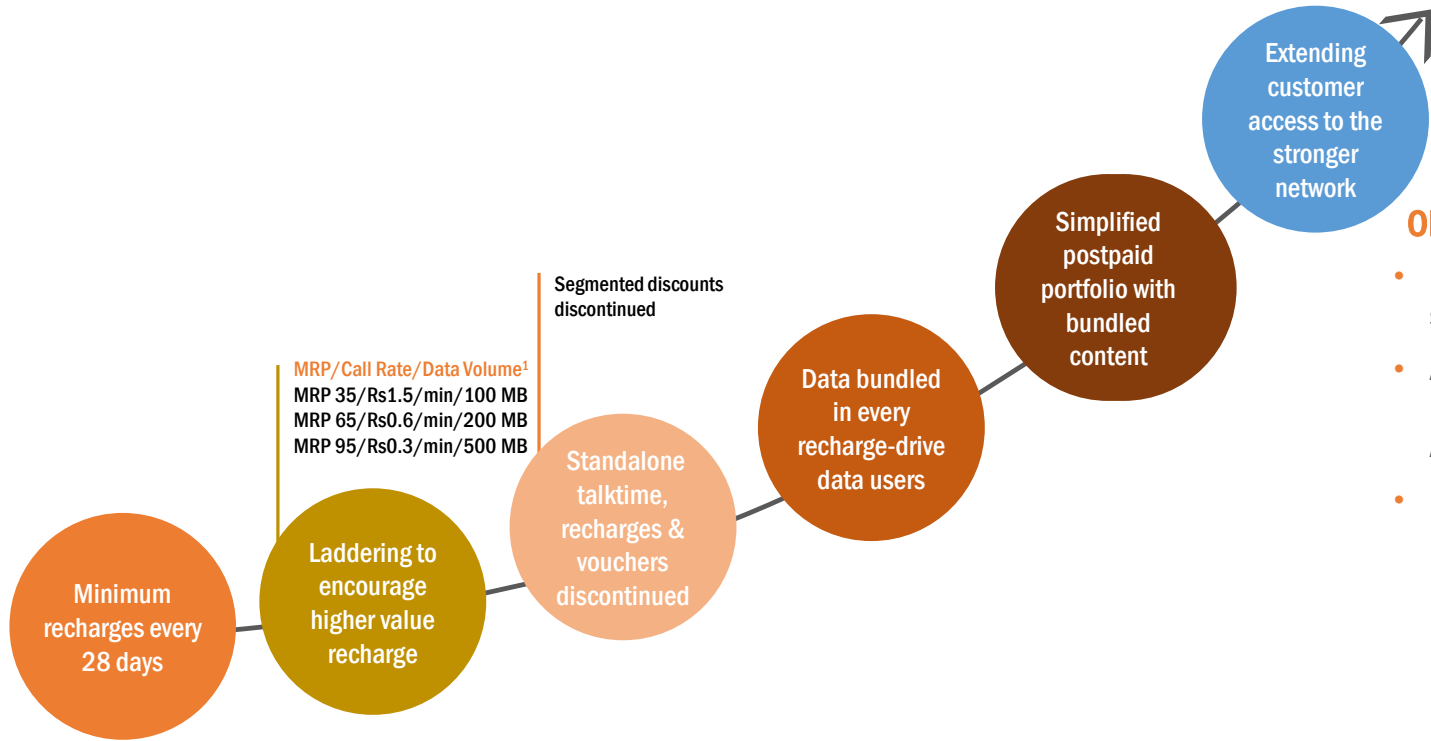 Minimum
recharges every
28 days
MRP/Call Rate/Data Volume¹
MRP 35/Rs1.5/min/100 MB
MRP 65/Rs0.6/min/200 MB
MRP 95/Rs0.3/min/500 MB
Laddering to
encourage
higher value
recharge
Segmented discounts
discontinued
Standalone
talktime,
recharges &
vouchers
discontinued
Data bundled
in every
recharge-drive
data users
Simplified
postpaid
portfolio with
bundled
content
Extending
customer
access to the
stronger
network